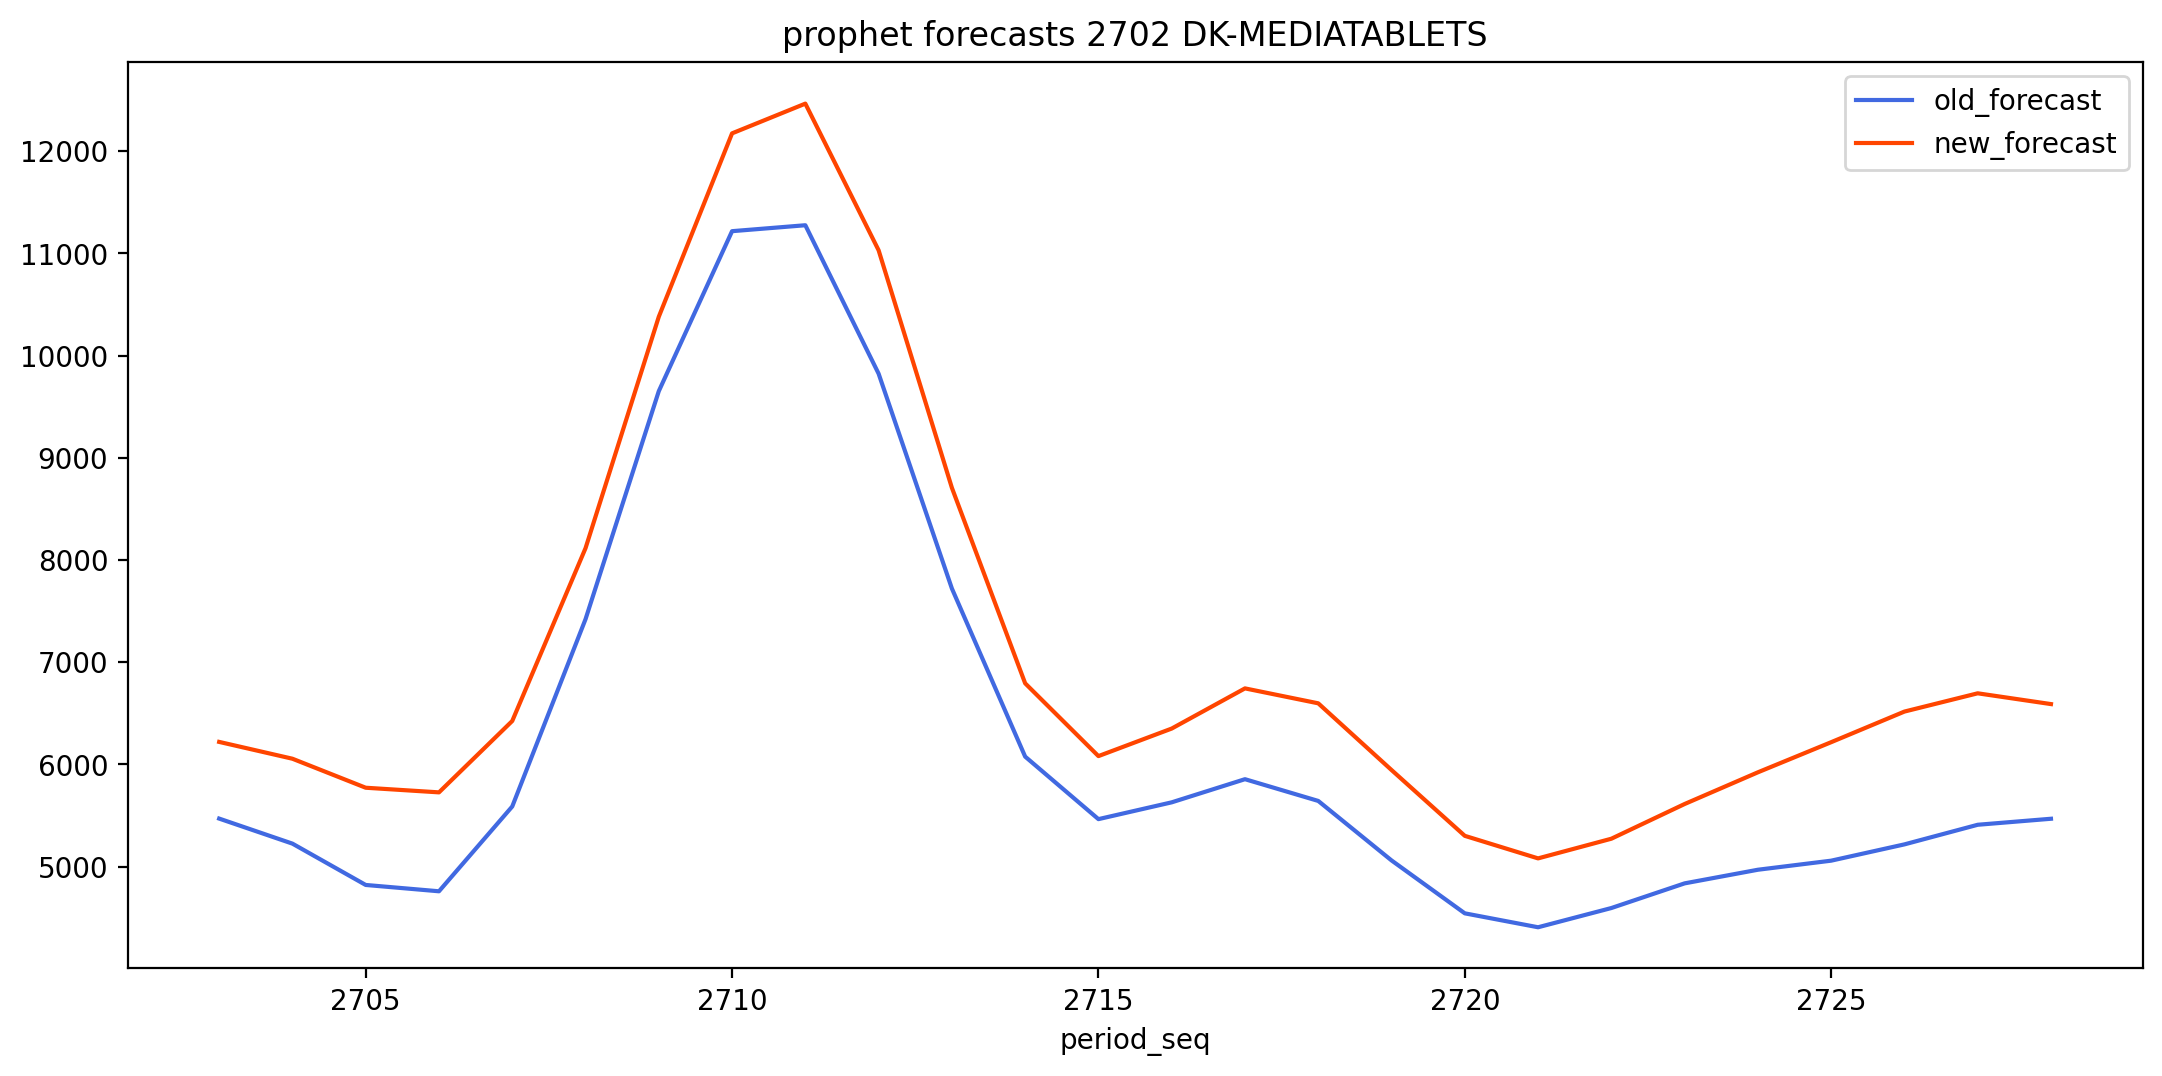 prophet forecasts 2702 DK-MEDIATABLETS
old_forecast
new_forecast
12000
11000
10000
9000
8000
7000
6000
5000
2705 2710 2715 2720 2725
period_seq